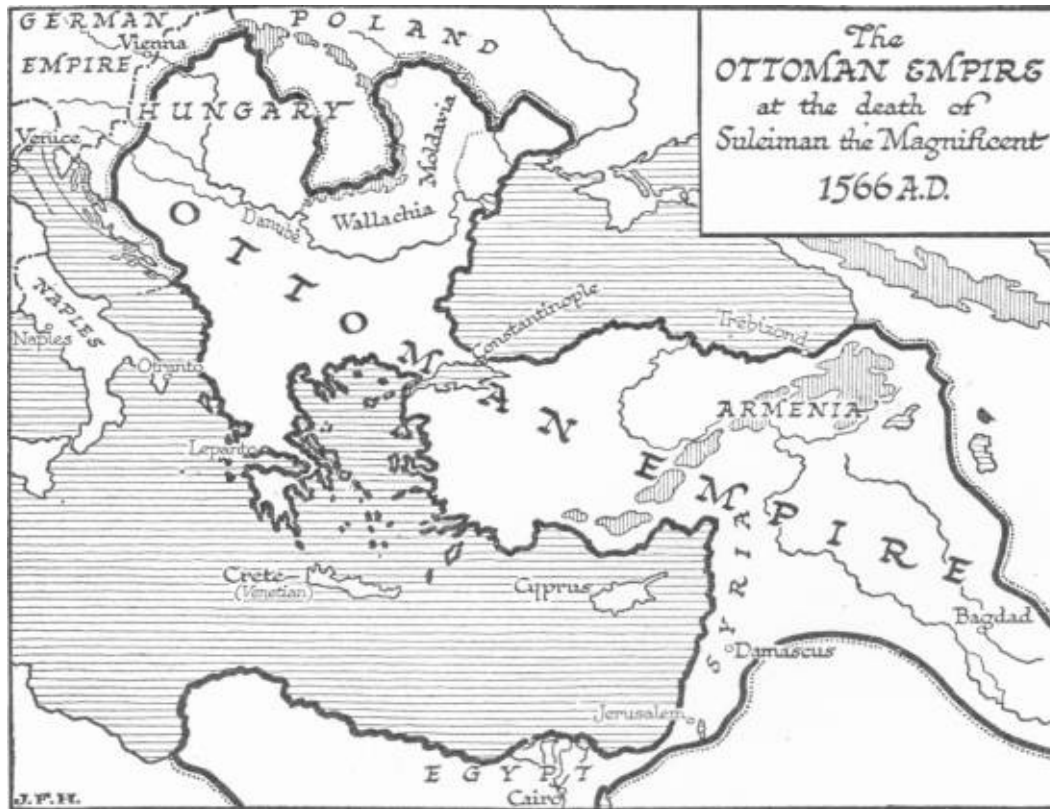 The
OTTOMAN EMPIRE
at the death of
Suleiman the Magnificent
1566 A.D.
GERMAN
EMPIRE
Vienna
POLAND
HUNGARY
Venice
Moldavia
Danube
Wallachia
OTTOMAN EMPIRE
NAPLES
Naples
Otranto
Constantinople
Trebizond
ARMENIA
Lepanto
Crete
(Venetian)
Cyprus
SYRIA
Bagdad
Damascus
Jerusalem
EGYPT
Cairo
J.F.H.